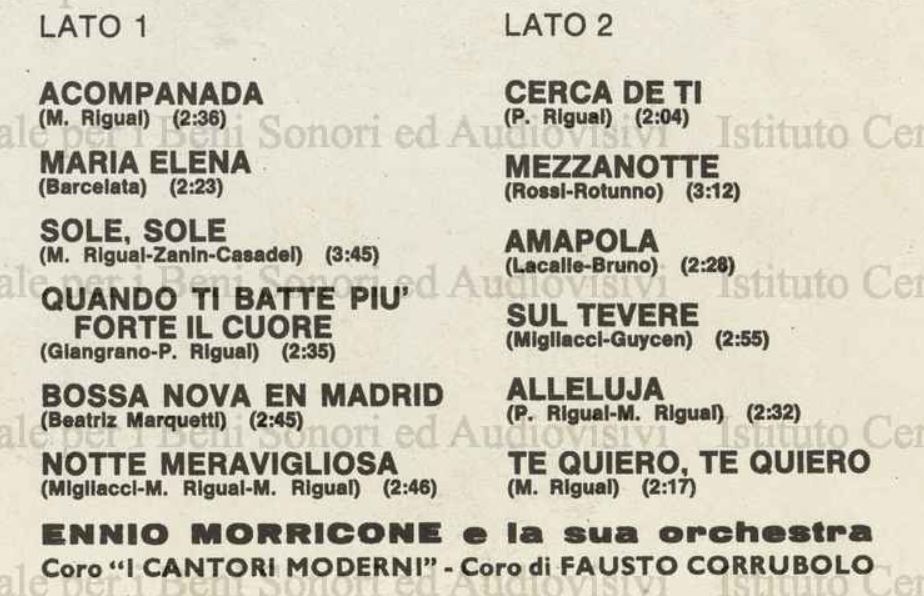 LATO 1
ACOMPANADA
(M. Rigual) (2:36)
MARIA ELENA
(Barcelata) (2:23)
SOLE, SOLE
(M. Rigual-Zanin-Casadei) (3:45)
QUANDO TI BATTE PIU'
FORTE IL CUORE
(Giangrano-P. Rigual) (2:35)
BOSSA NOVA EN MADRID
(Beatriz Marquetti) (2:45)
NOTTE MERAVIGLIOSA
(Migliacci-M. Rigual-M. Rigual) (2:46)
LATO 2
CERCA DE TI
(P. Rigual) (2:04)
MEZZANOTTE
(Rossi-Rotunno) (3:12)
AMAPOLA
(Lacalle-Bruno) (2:28)
SUL TEVERE
(Migliacci-Guycen) (2:55)
ALLELUJA
(P. Rigual-M. Rigual) (2:32)
TE QUIERO, TE QUIERO
(M. Rigual) (2:17)
ENNIO MORRICONE e la sua orchestra
Coro "I CANTORI MODERNI" - Coro di FAUSTO CORRUBOLO
ale per i Beni Sonori ed Audiovisivi Istituto Cen
ale per i Beni Sonori ed Audiovisivi Istituto Cen
ale per i Beni Sonori ed Audiovisivi Istituto Cen
ale per i Beni Sonori ed Audiovisivi Istituto Cen